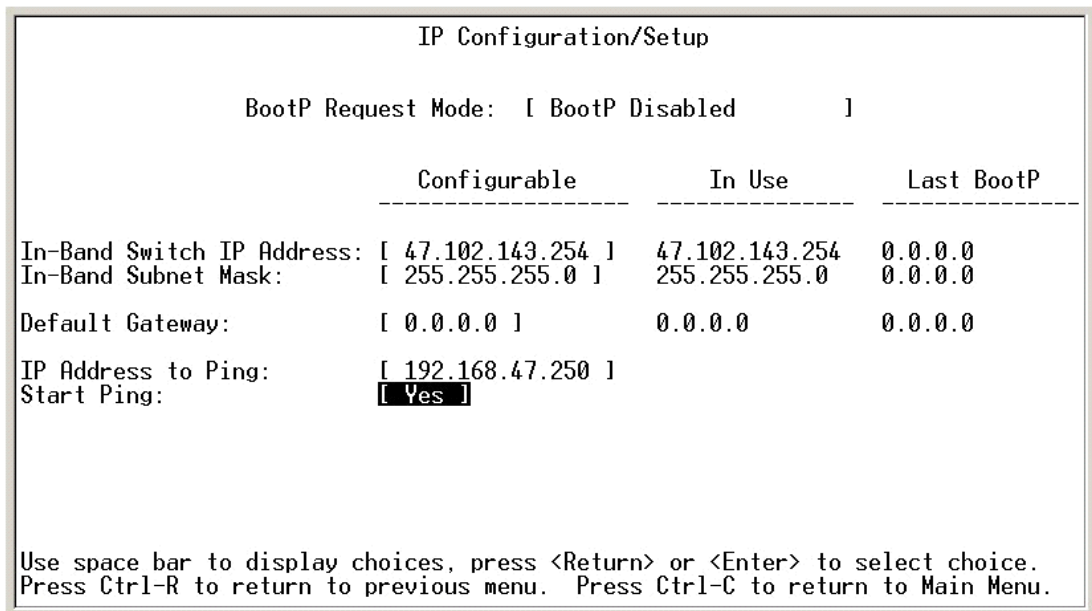 IP Configuration/Setup
BootP Request Mode: [ BootP Disabled ]
Configurable In Use Last BootP
------------------- --------------- ---------------
In-Band Switch IP Address: [ 47.102.143.254 ] 47.102.143.254 0.0.0.0
In-Band Subnet Mask: [ 255.255.255.0 ] 255.255.255.0 0.0.0.0
Default Gateway: [ 0.0.0.0 ] 0.0.0.0 0.0.0.0
IP Address to Ping: [ 192.168.47.250 ]
Start Ping: [ Yes ]
Use space bar to display choices, press <Return> or <Enter> to select choice.
Press Ctrl-R to return to previous menu. Press Ctrl-C to return to Main Menu.